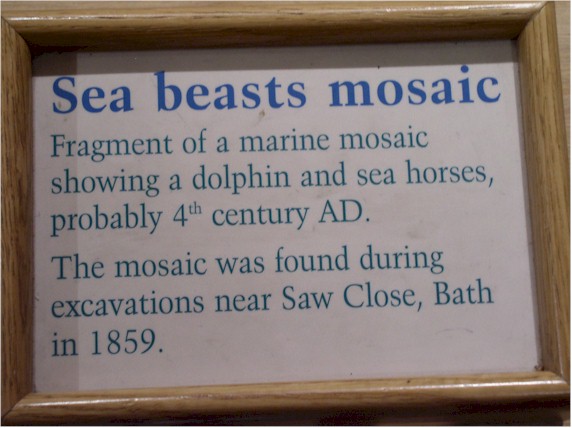 Sea beasts mosaic
Fragment of a marine mosaic
showing a dolphin and sea horses,
probably 4th century AD.
The mosaic was found during
excavations near Saw Close, Bath
in 1859.